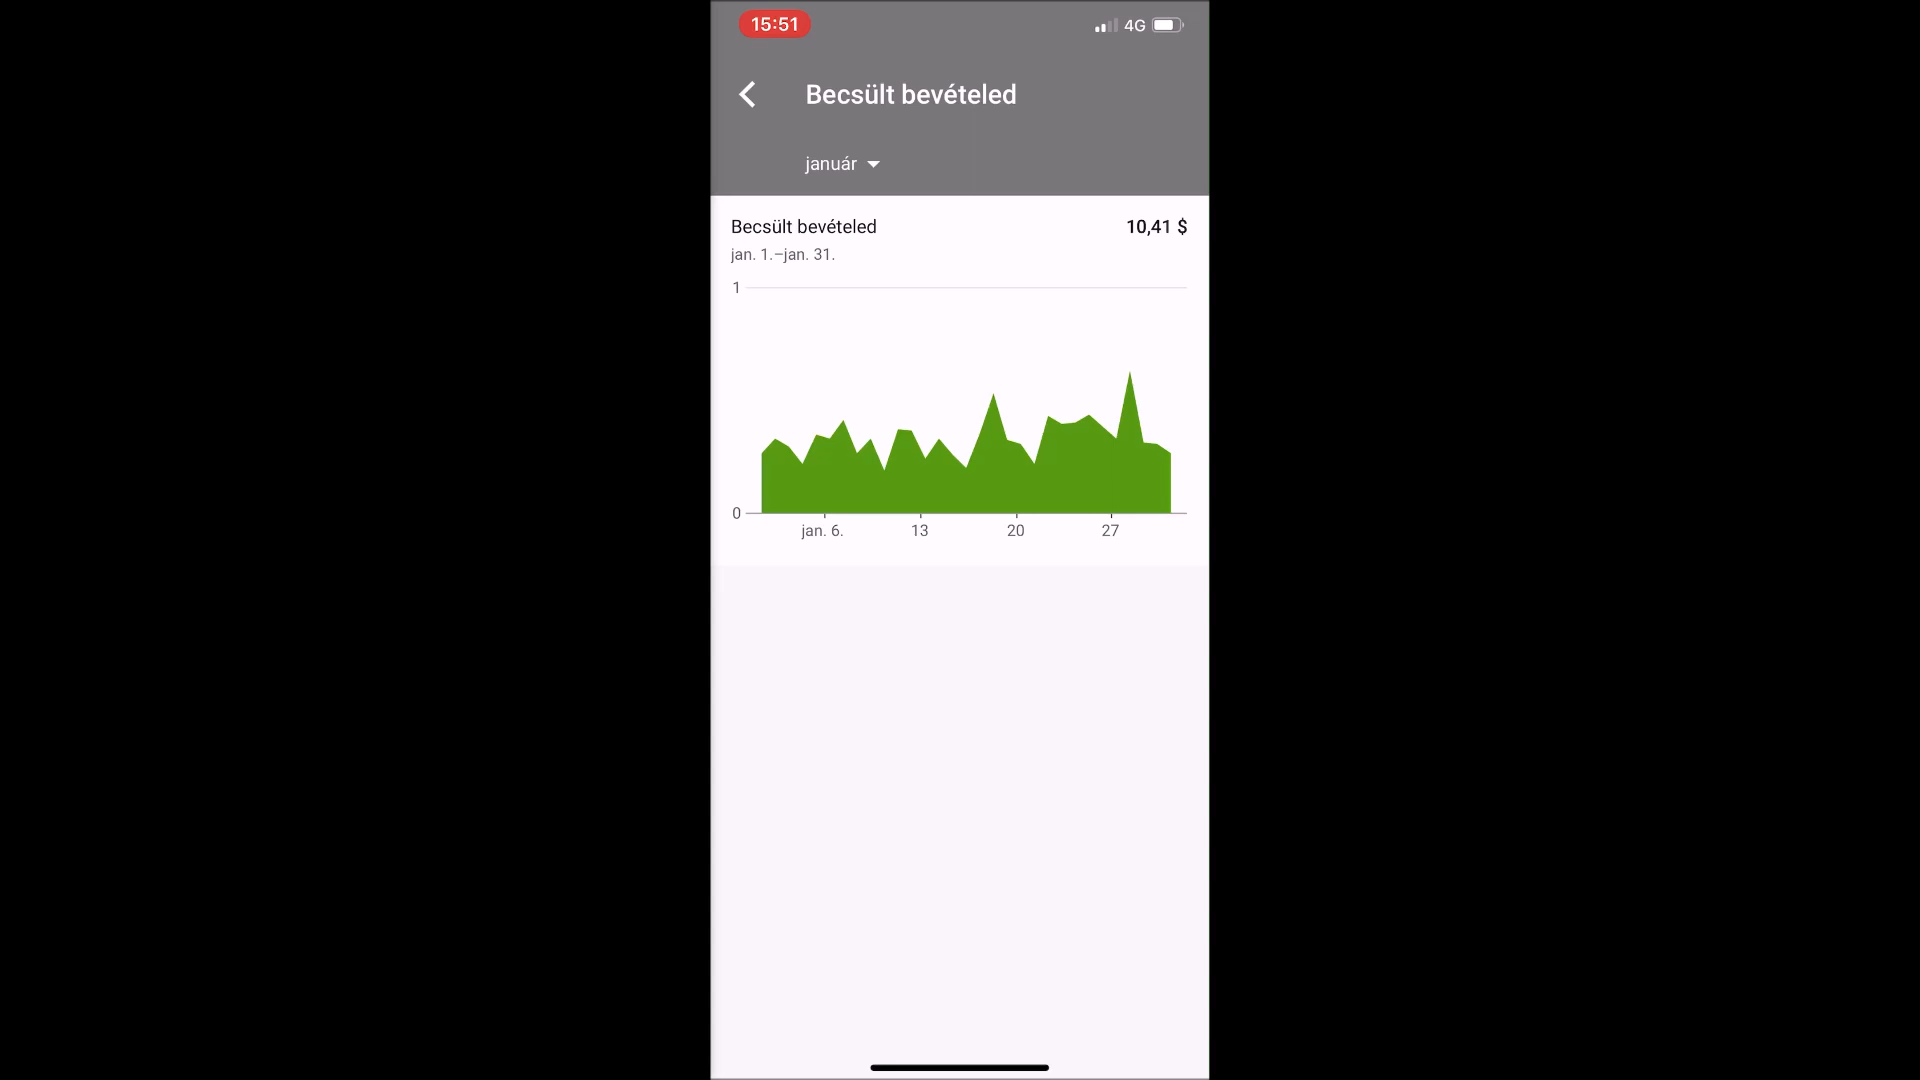 15:51
4G
Becsült bevételed
január
Becsült bevételed 10,41 $
jan. 1.–jan. 31.
1
0
jan. 6. 13 20 27